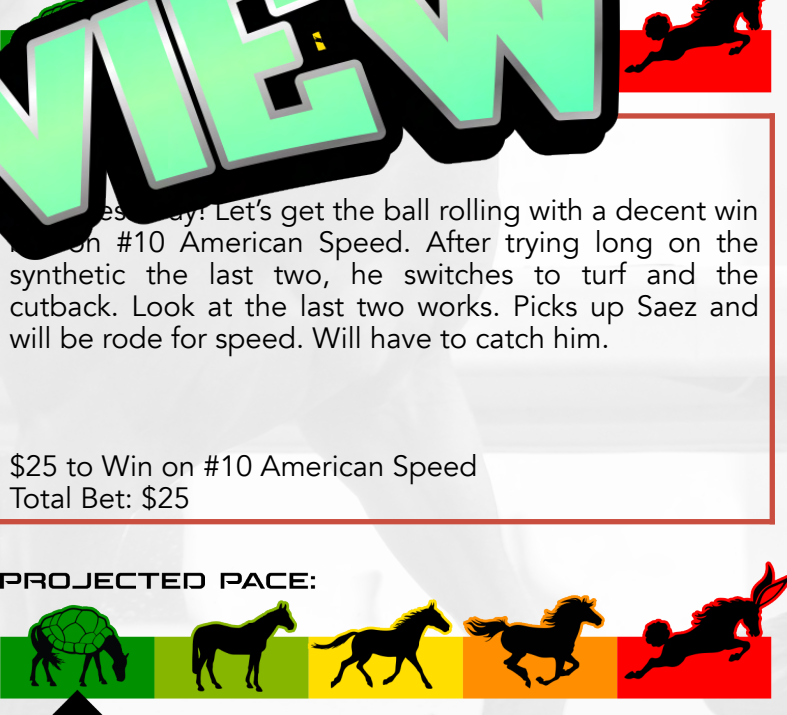 VIEW
Let's get the ball rolling with a decent win
on #10 American Speed. After trying long on the
synthetic the last two, he switches to turf and the
cutback. Look at the last two works. Picks up Saez and
will be rode for speed. Will have to catch him.
$25 to Win on #10 American Speed
Total Bet: $25
PROJECTED PACE: